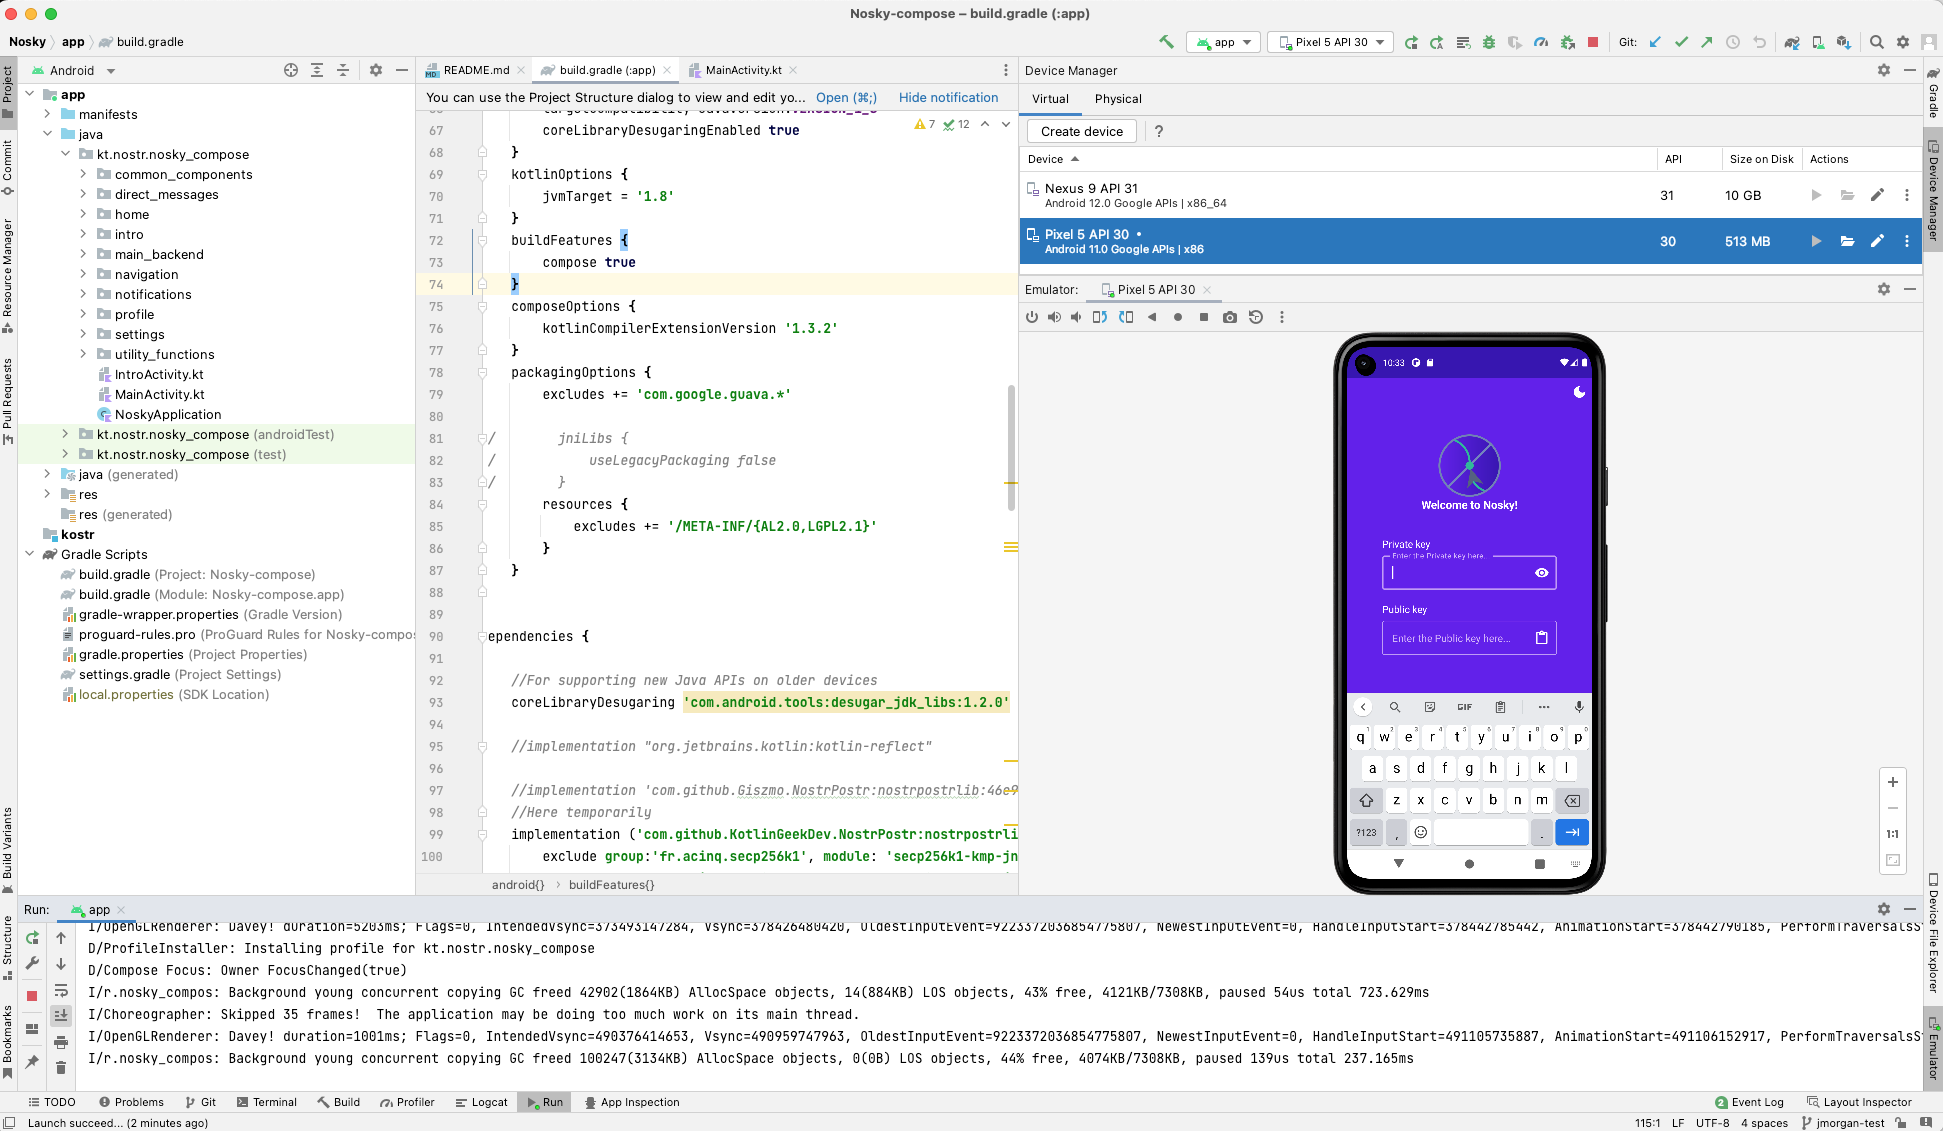 Nosky-compose – build.gradle (:app)
Nosky app build.gradle
app Pixel 5 API 30 Git:
Android
README.md build.gradle (:app) MainActivity.kt
You can use the Project Structure dialog to view and edit yo... Open (⌘;) Hide notification
Project
Commit
Resource Manager
Pull Requests
Build Variants
Structure
Bookmarks
app
manifests
java
kt.nostr.nosky_compose
common_components
direct_messages
home
intro
main_backend
navigation
notifications
profile
settings
utility_functions
IntroActivity.kt
MainActivity.kt
NoskyApplication
kt.nostr.nosky_compose (androidTest)
kt.nostr.nosky_compose (test)
java (generated)
res
res (generated)
kostr
Gradle Scripts
build.gradle (Project: Nosky-compose)
build.gradle (Module: Nosky-compose.app)
gradle-wrapper.properties (Gradle Version)
proguard-rules.pro (ProGuard Rules for Nosky-compo
gradle.properties (Project Properties)
settings.gradle (Project Settings)
local.properties (SDK Location)
7 12
67 coreLibraryDesugaringEnabled true
68 }
69 kotlinOptions {
70 jvmTarget = '1.8'
71 }
72 buildFeatures {
73 compose true
74 }
75 composeOptions {
76 kotlinCompilerExtensionVersion '1.3.2'
77 }
78 packagingOptions {
79 excludes += 'com.google.guava.*'
80
81 / jniLibs {
82 / useLegacyPackaging false
83 / }
84 resources {
85 excludes += '/META-INF/{AL2.0,LGPL2.1}'
86 }
87 }
88
89
90 ependencies {
91
92 //For supporting new Java APIs on older devices
93 coreLibraryDesugaring 'com.android.tools:desugar_jdk_libs:1.2.0'
94
95 //implementation "org.jetbrains.kotlin:kotlin-reflect"
96
97 //implementation 'com.github.Giszmo.NostrPostr:nostrpostrlib:46e9
98 //Here temporarily
99 implementation ('com.github.KotlinGeekDev.NostrPostr:nostrpostrli
100 exclude group:'fr.acinq.secp256k1', module: 'secp256k1-kmp-jn
android{} › buildFeatures{}
Device Manager
Virtual Physical
Create device ?
Device API Size on Disk Actions
Nexus 9 API 31 31 10 GB
Android 12.0 Google APIs | x86_64
Pixel 5 API 30 • 30 513 MB
Android 11.0 Google APIs | x86
Emulator: Pixel 5 API 30
10:33
Welcome to Nosky!
Private key
Enter the Private key here...
Public key
Enter the Public key here...
GIF
q1 w2 e3 r4 t5 y6 u7 i8 o9 p0
a s d f g h j k l
z x c v b n m
?123 , .
1:1
Gradle
Device Manager
Device File Explorer
Emulator
Run: app
I/OpenGLRenderer: Davey! duration=5203ms; Flags=0, IntendedVsync=373493147284, Vsync=378426480420, OldestInputEvent=9223372036854775807, NewestInputEvent=0, HandleInputStart=378442785442, AnimationStart=378442790185, PerformTraversalsS
D/ProfileInstaller: Installing profile for kt.nostr.nosky_compose
D/Compose Focus: Owner FocusChanged(true)
I/r.nosky_compos: Background young concurrent copying GC freed 42902(1864KB) AllocSpace objects, 14(884KB) LOS objects, 43% free, 4121KB/7308KB, paused 54us total 723.629ms
I/Choreographer: Skipped 35 frames!  The application may be doing too much work on its main thread.
I/OpenGLRenderer: Davey! duration=1001ms; Flags=0, IntendedVsync=490376414653, Vsync=490959747963, OldestInputEvent=9223372036854775807, NewestInputEvent=0, HandleInputStart=491105735887, AnimationStart=491106152917, PerformTraversalsS
I/r.nosky_compos: Background young concurrent copying GC freed 100247(3134KB) AllocSpace objects, 0(0B) LOS objects, 44% free, 4074KB/7308KB, paused 139us total 237.165ms
TODO Problems Git Terminal Build Profiler Logcat Run App Inspection 2 Event Log Layout Inspector
Launch succeed... (2 minutes ago) 115:1 LF UTF-8 4 spaces jmorgan-test